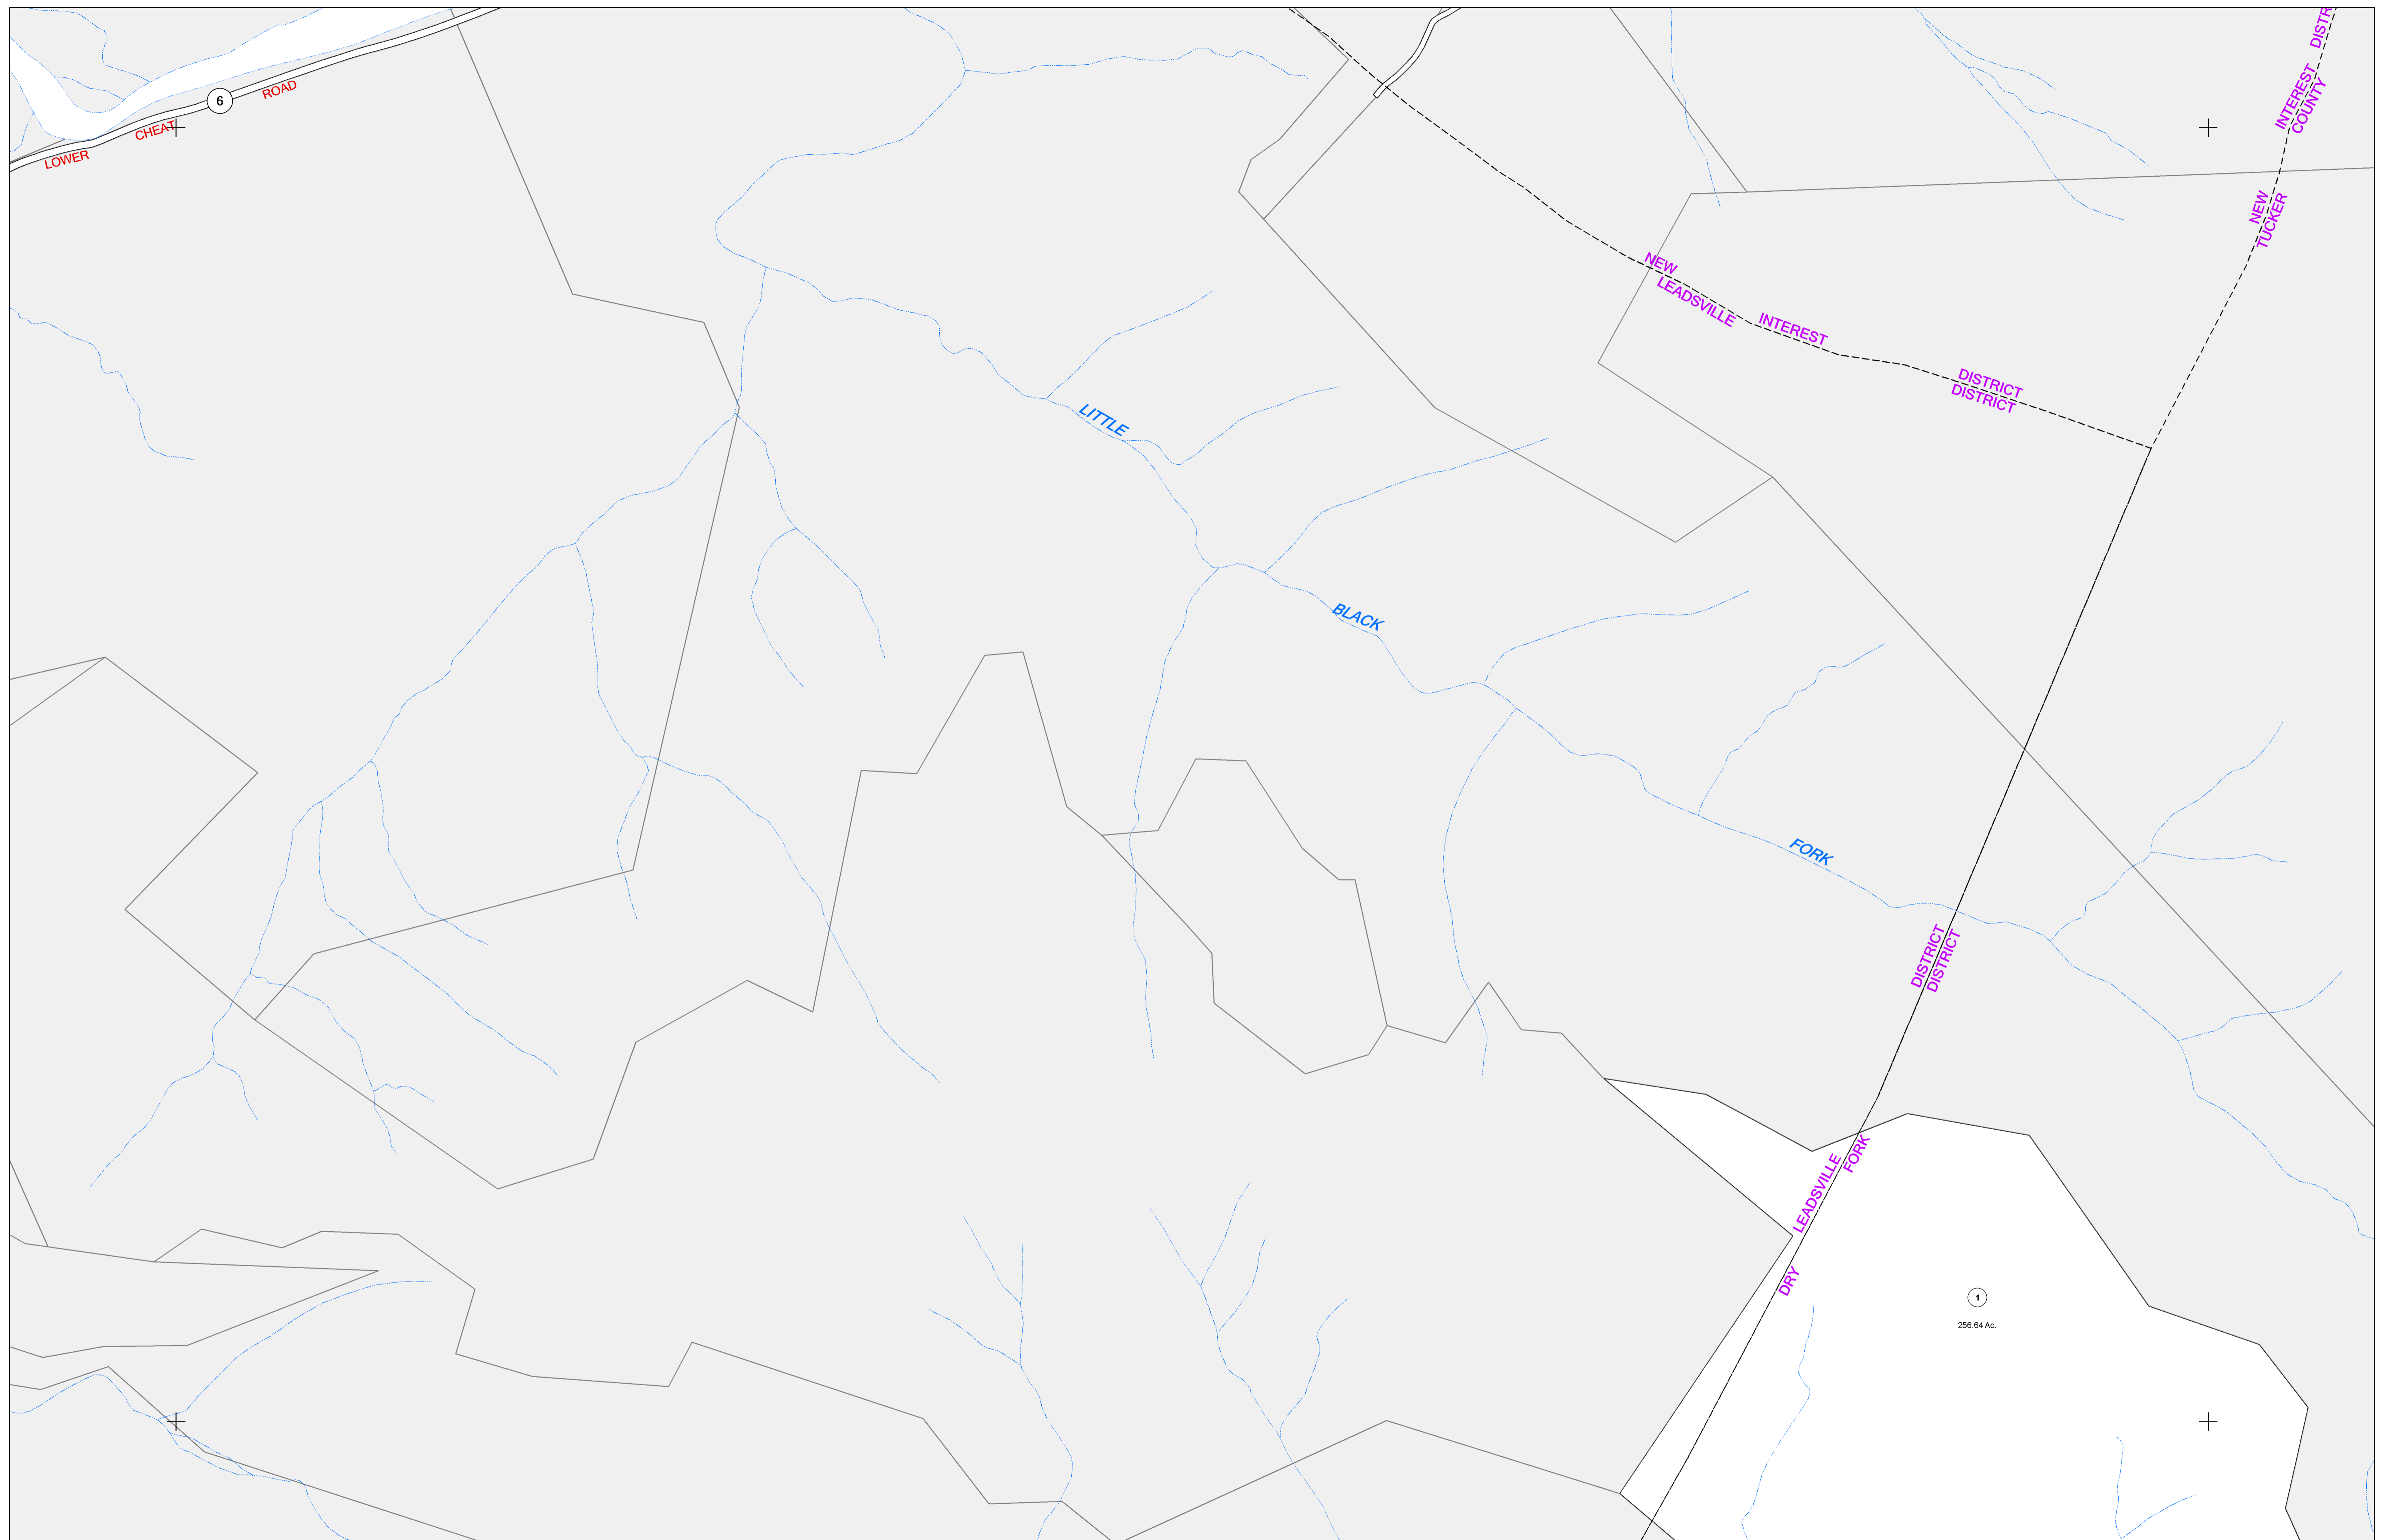 LOWER CHEAT ROAD
6
NEW INTEREST DISTRICT
LEADSVILLE DISTRICT
NEW INTEREST DISTR
TUCKER COUNTY
LITTLE BLACK FORK
LEADSVILLE DISTRICT
DRY FORK DISTRICT
1
256.64 Ac.